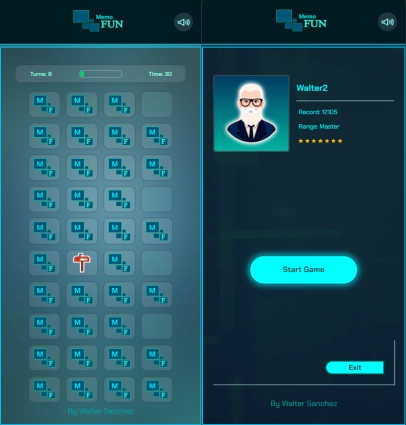 Memo
FUN
Turns: 8
Time: 30
M M M
F F F
M M M M
F F F F
M M M M
F F F F
M M M
F F F
M M M M
F F F F
M M
F F
M M M M
F F F F
M M M
F F F
M M M M
F F F F
M M M M
F F F F
By Walter Sanchez
Memo
FUN
Walter2
Record: 12105
Range: Master
Start Game
Exit
By Walter Sanchez